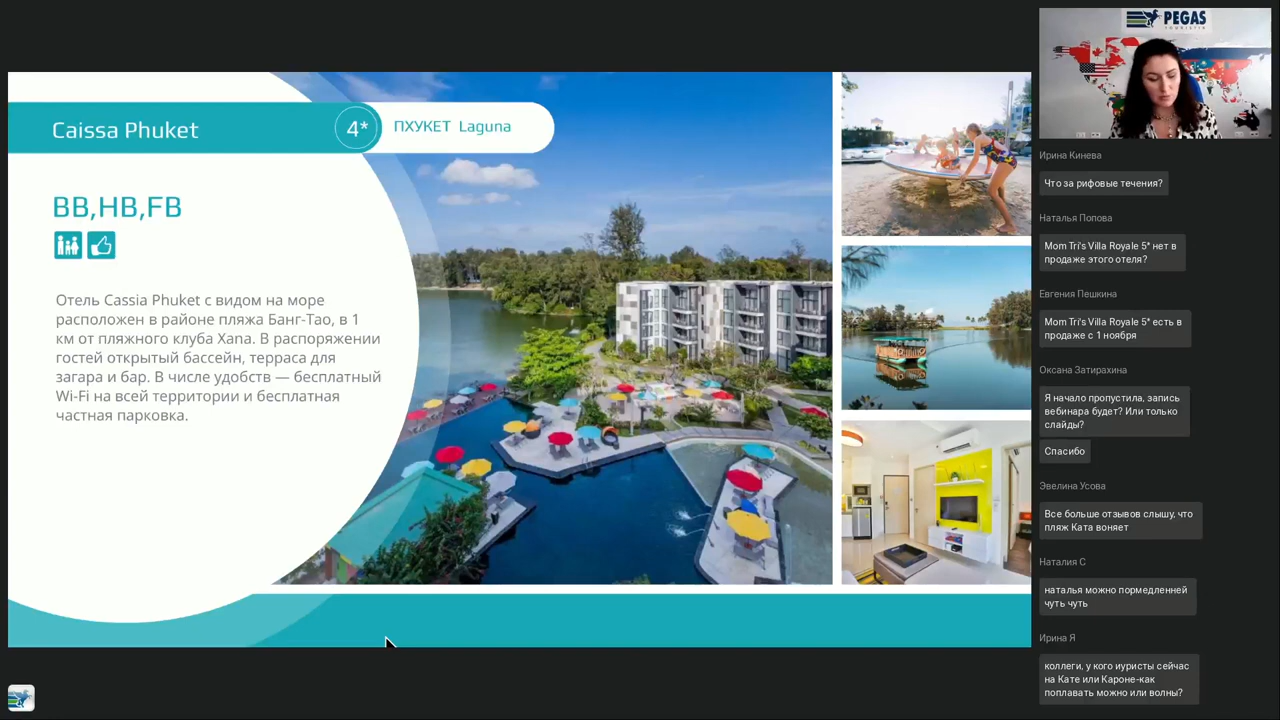 Caissa Phuket
4*
ПХУКЕТ Laguna
BB,HB,FB
Отель Cassia Phuket с видом на море
расположен в районе пляжа Банг-Тао, в 1
км от пляжного клуба Xana. В распоряжении
гостей открытый бассейн, терраса для
загара и бар. В числе удобств — бесплатный
Wi-Fi на всей территории и бесплатная
частная парковка.
PEGAS
TOURISTIK
Ирина Кинева
Что за рифовые течения?
Наталья Попова
Mom Tri's Villa Royale 5* нет в
продаже этого отеля?
Евгения Пешкина
Mom Tri's Villa Royale 5* есть в
продаже с 1 ноября
Оксана Затирахина
Я начало пропустила, запись
вебинара будет? Или только
слайды?
Спасибо
Эвелина Усова
Все больше отзывов слышу, что
пляж Ката воняет
Наталия С
наталья можно пормедленней
чуть чуть
Ирина Я
коллеги, у кого иуристы сейчас
на Кате или Кароне-как
поплавать можно или волны?